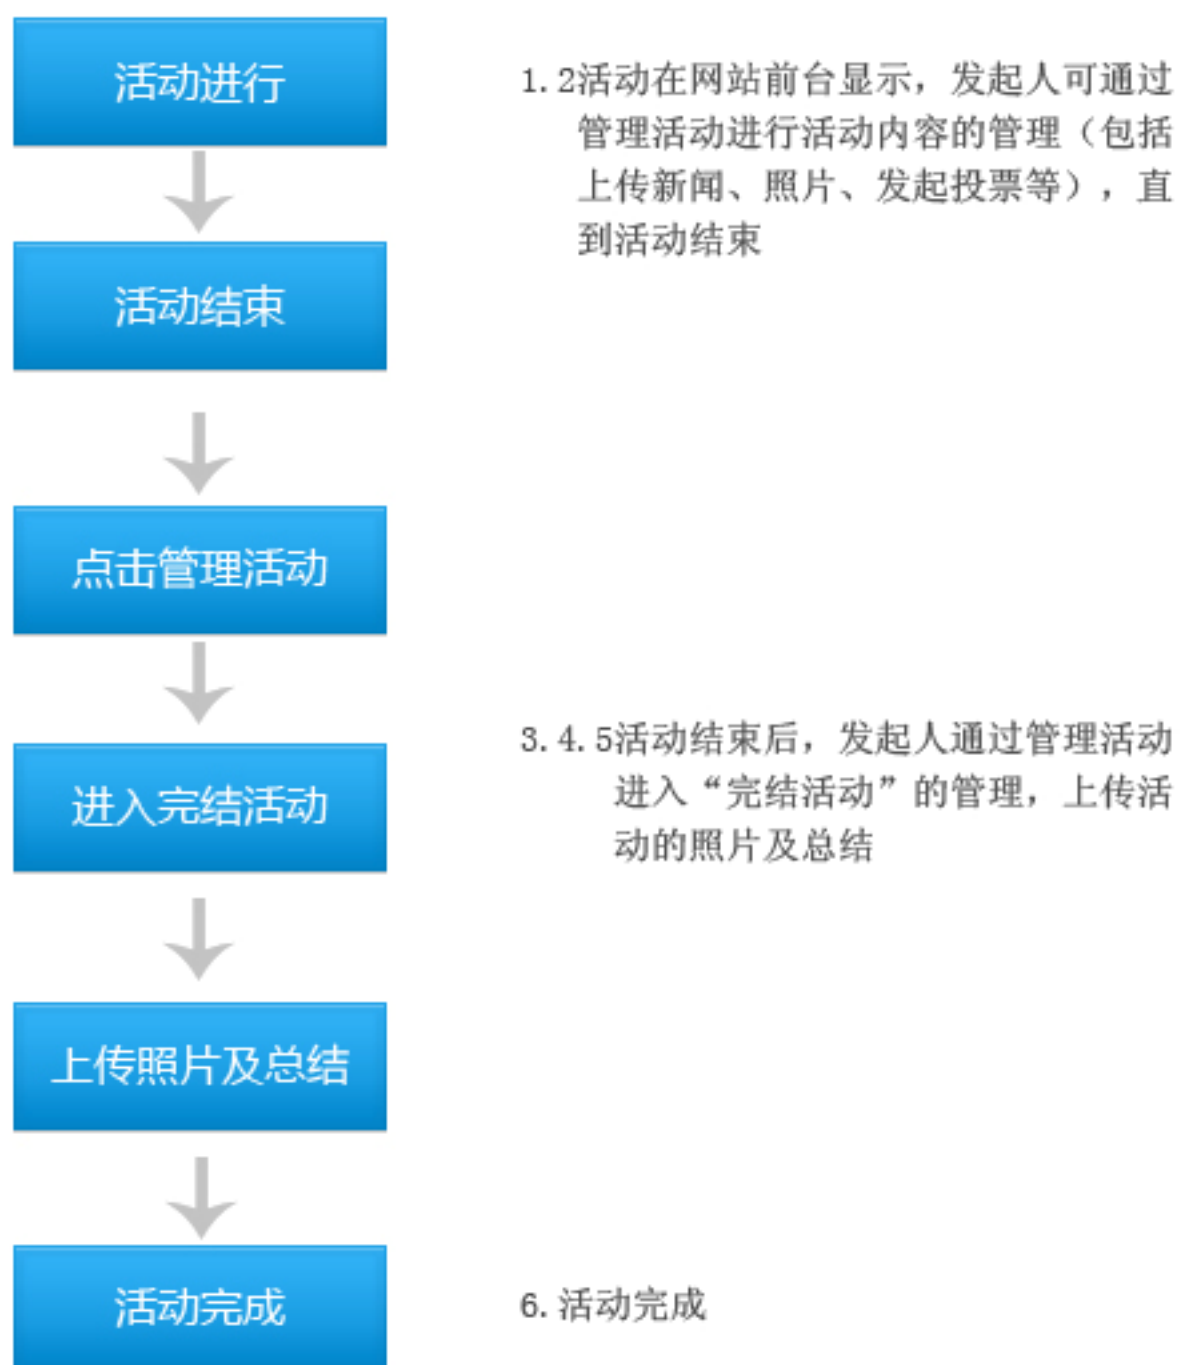 活动进行
1.2活动在网站前台显示，发起人可通过
管理活动进行活动内容的管理（包括
上传新闻、照片、发起投票等），直
到活动结束
活动结束
点击管理活动
进入完结活动
3.4.5活动结束后，发起人通过管理活动
进入“完结活动”的管理，上传活
动的照片及总结
上传照片及总结
活动完成
6.活动完成